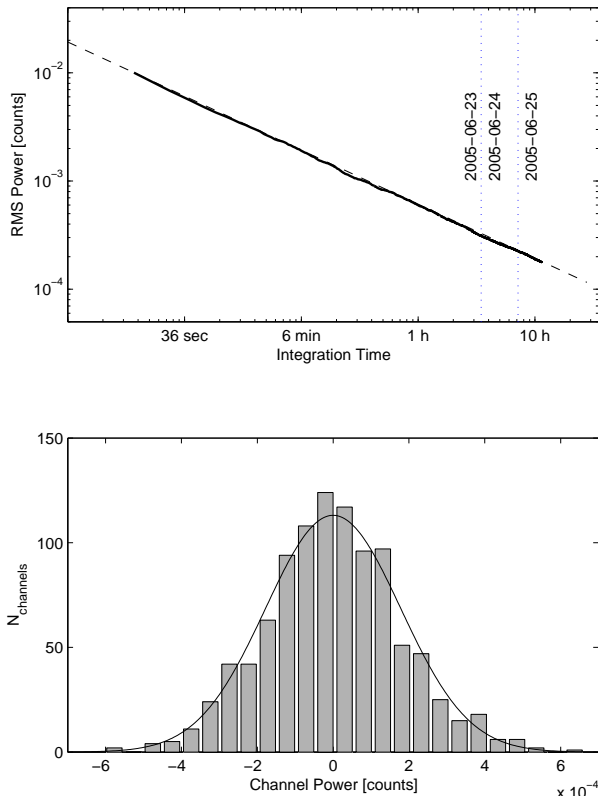 10⁻²
10⁻³
10⁻⁴
RMS Power [counts]
2005−06−23
2005−06−24
2005−06−25
36 sec
6 min
1 h
10 h
Integration Time
150
100
50
0
N_channels
−6
−4
−2
0
2
4
6
Channel Power [counts]
x 10⁻⁴